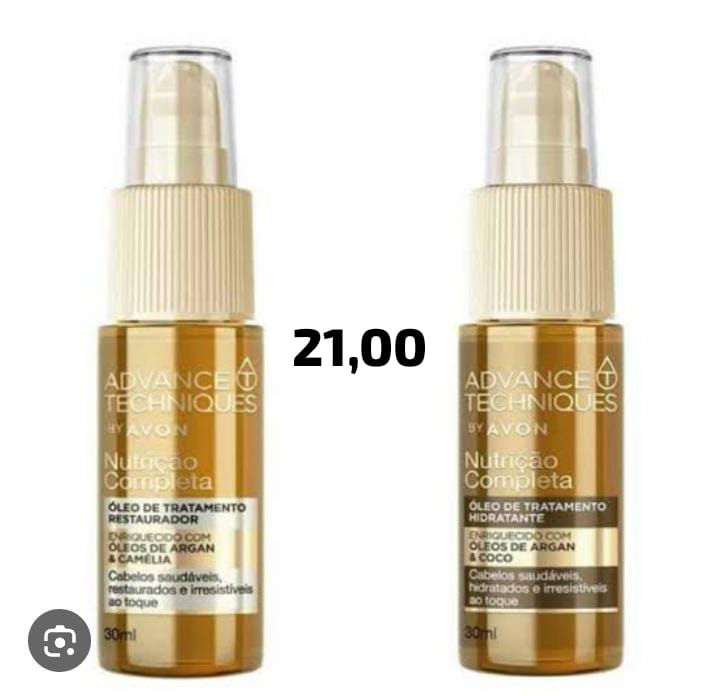 ADVANCE T
TECHNIQUES
BY AVON
Nutrição
Completa
ÓLEO DE TRATAMENTO
RESTAURADOR
ENRIQUECIDO COM
ÓLEOS DE ARGAN
& CAMÉLIA
Cabelos saudáveis,
restaurados e irresistíveis
ao toque
30ml
21,00
ADVANCE T
TECHNIQUES
BY AVON
Nutrição
Completa
ÓLEO DE TRATAMENTO
HIDRATANTE
ENRIQUECIDO COM
ÓLEOS DE ARGAN
& COCO
Cabelos saudáveis,
hidratados e irresistíveis
ao toque
30ml